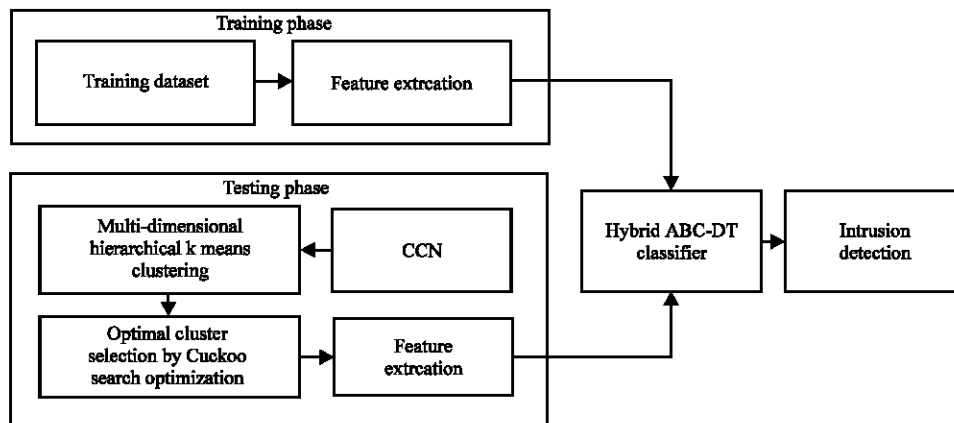 Training phase
Training dataset
Feature extrcation
Testing phase
Multi-dimensional
hierarchical k means
clustering
CCN
Optimal cluster
selection by Cuckoo
search optimization
Feature
extrcation
Hybrid ABC-DT
classifier
Intrusion
detection